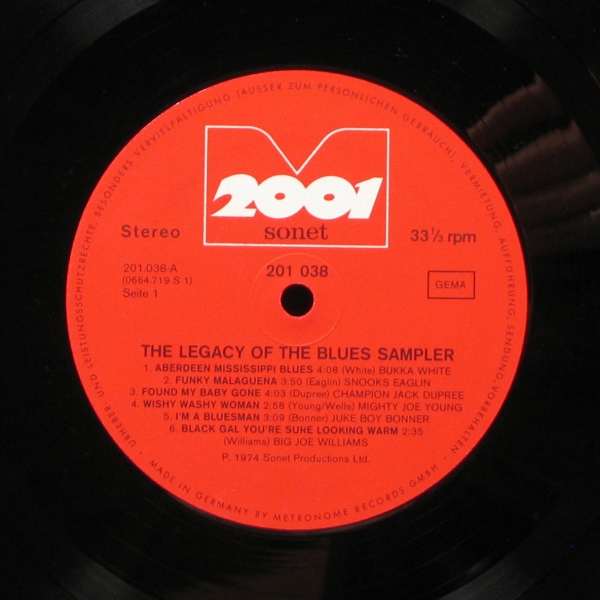 URHEBER- UND LEISTUNGSSCHUTZRECHTE, BESONDERS VERVIELFÄLTIGUNG (AUSSER ZUM PERSÖNLICHEN GEBRAUCH), VERMIETUNG, AUFFÜHRUNG, SENDUNG, VORBEHALTEN •
2001
sonet
Stereo
33⅓ rpm
201.038-A
(0664.719 S 1)
Seite 1
201 038
GEMA
THE LEGACY OF THE BLUES SAMPLER
1. ABERDEEN MISSISSIPPI BLUES 4:08 (White) BUKKA WHITE
2. FUNKY MALAGUENA 3:50 (Eaglin) SNOOKS EAGLIN
3. FOUND MY BABY GONE 4:03 (Dupree) CHAMPION JACK DUPREE
4. WISHY WASHY WOMAN 2:58 (Young/Wells) MIGHTY JOE YOUNG
5. I'M A BLUESMAN 3:09 (Bonner) JUKE BOY BONNER
6. BLACK GAL YOU'RE SURE LOOKING WARM 2:35
(Williams) BIG JOE WILLIAMS
P. 1974 Sonet Productions Ltd.
• MADE IN GERMANY BY METRONOME RECORDS GMBH •